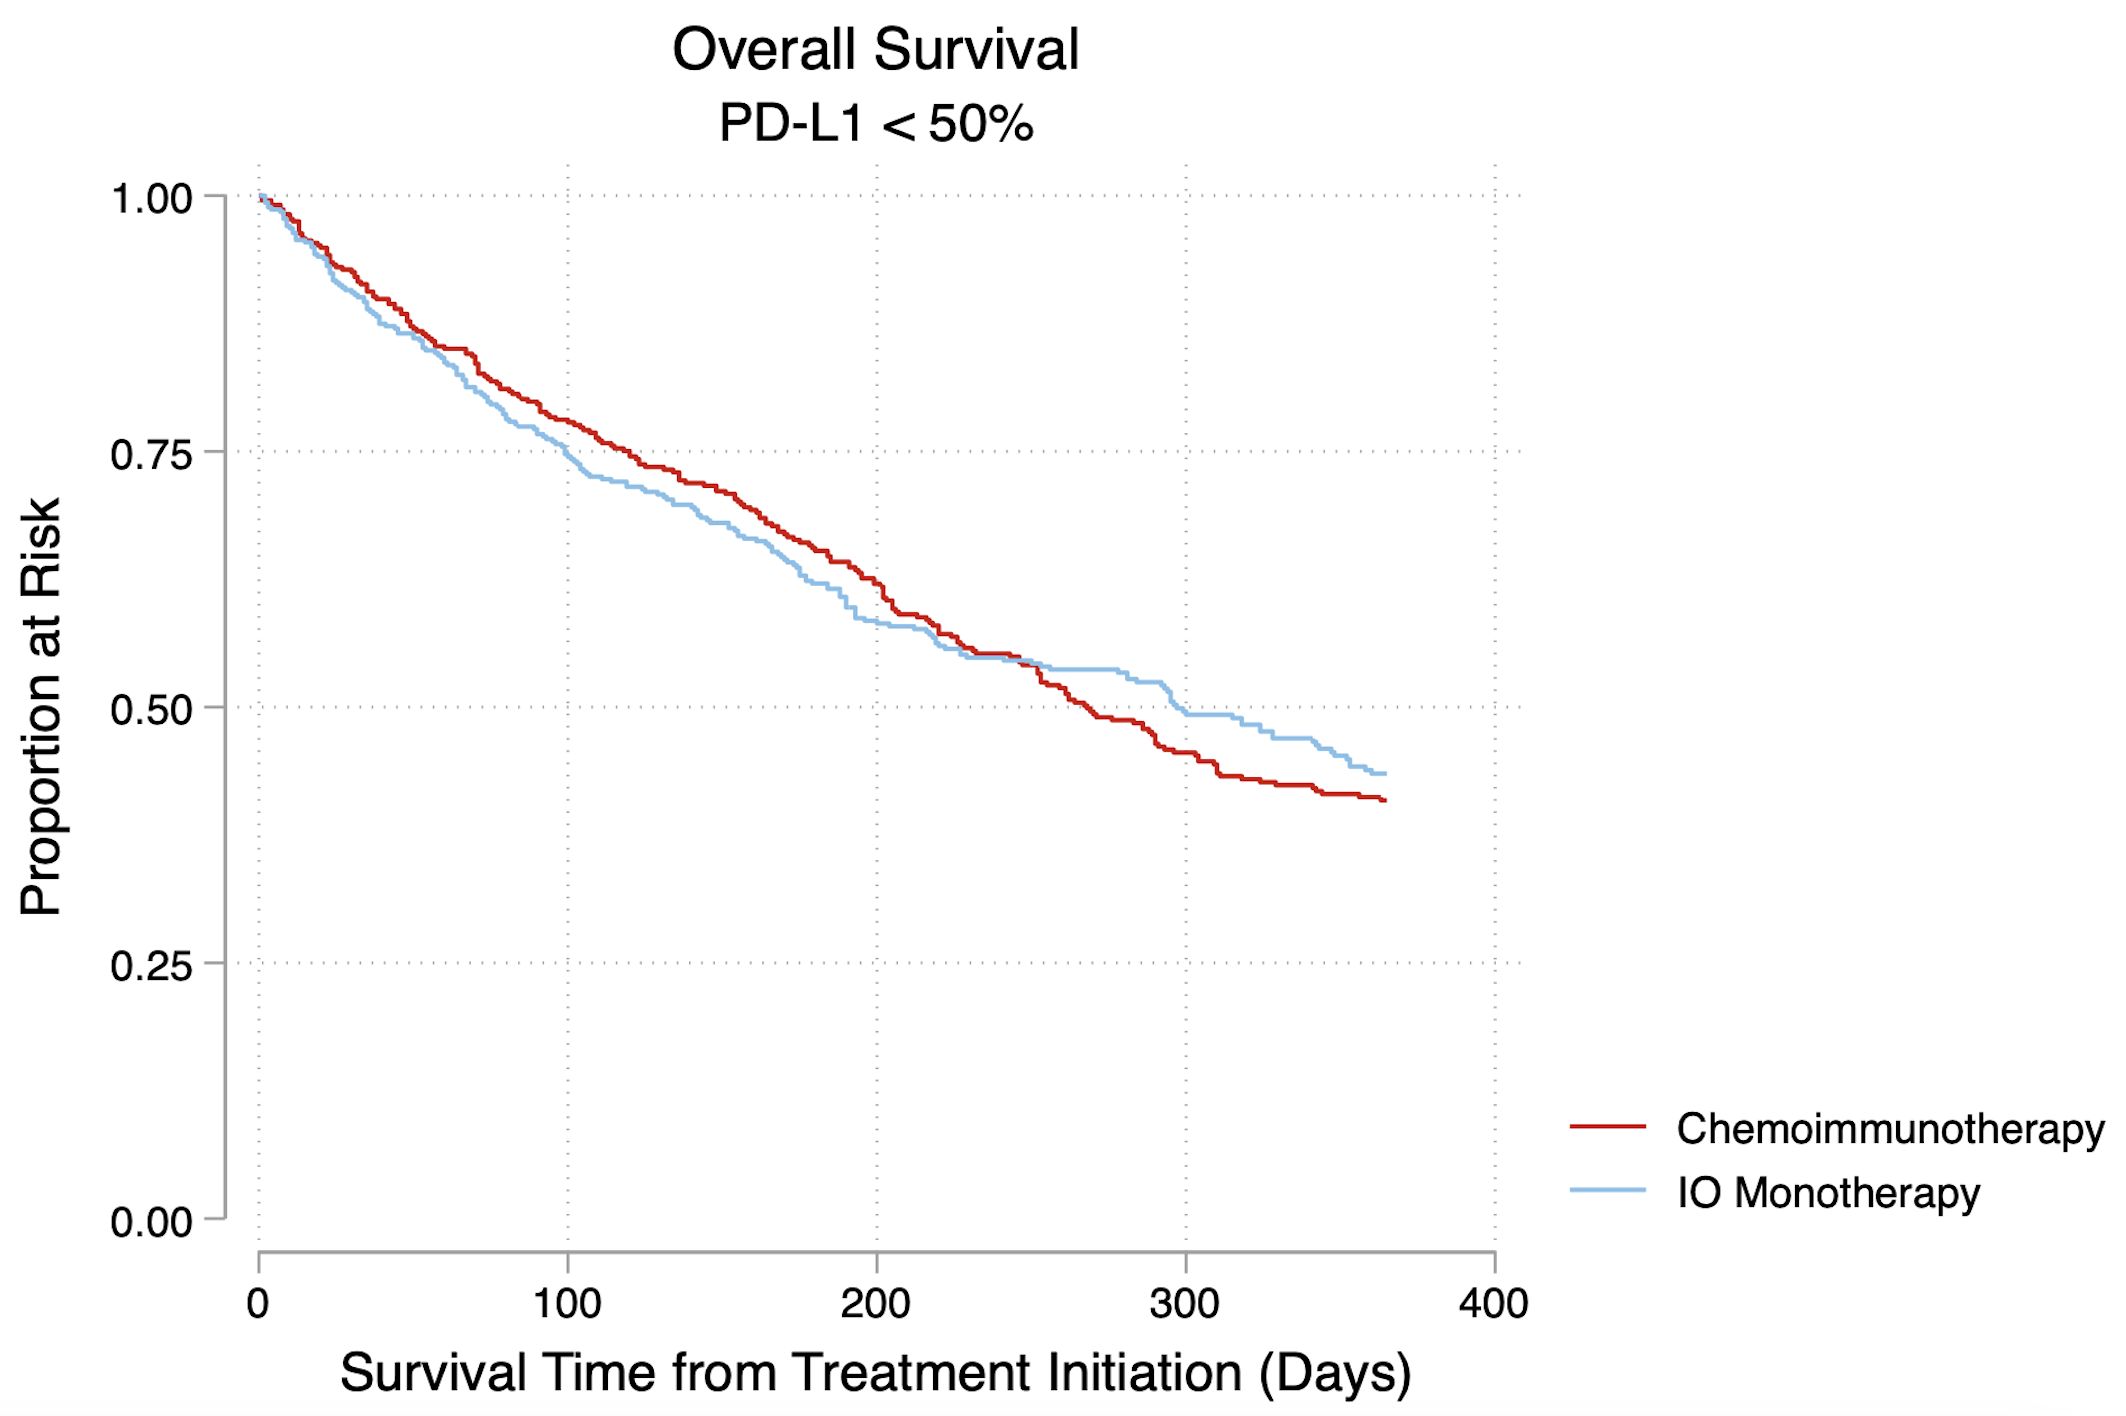 Overall Survival
PD-L1 < 50%
1.00
0.75
0.50
0.25
0.00
Proportion at Risk
0 100 200 300 400
Survival Time from Treatment Initiation (Days)
Chemoimmunotherapy
IO Monotherapy